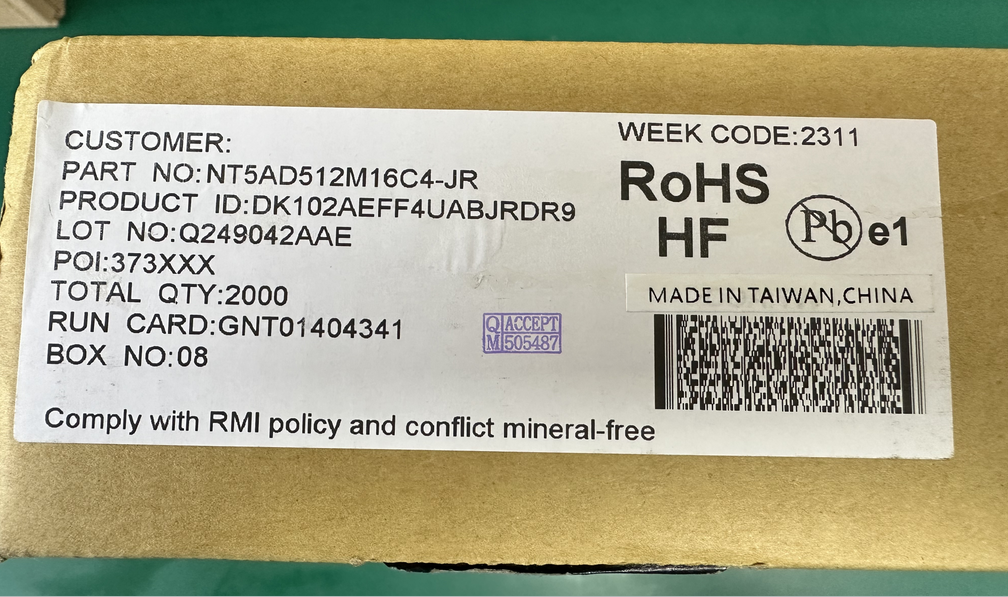 CUSTOMER:
PART NO:NT5AD512M16C4-JR
PRODUCT ID:DK102AEFF4UABJRDR9
LOT NO:Q249042AAE
POI:373XXX
TOTAL QTY:2000
RUN CARD:GNT01404341
BOX NO:08
Comply with RMI policy and conflict mineral-free
QM ACCEPT 505487
WEEK CODE:2311
RoHS
HF
Pb e1
MADE IN TAIWAN,CHINA